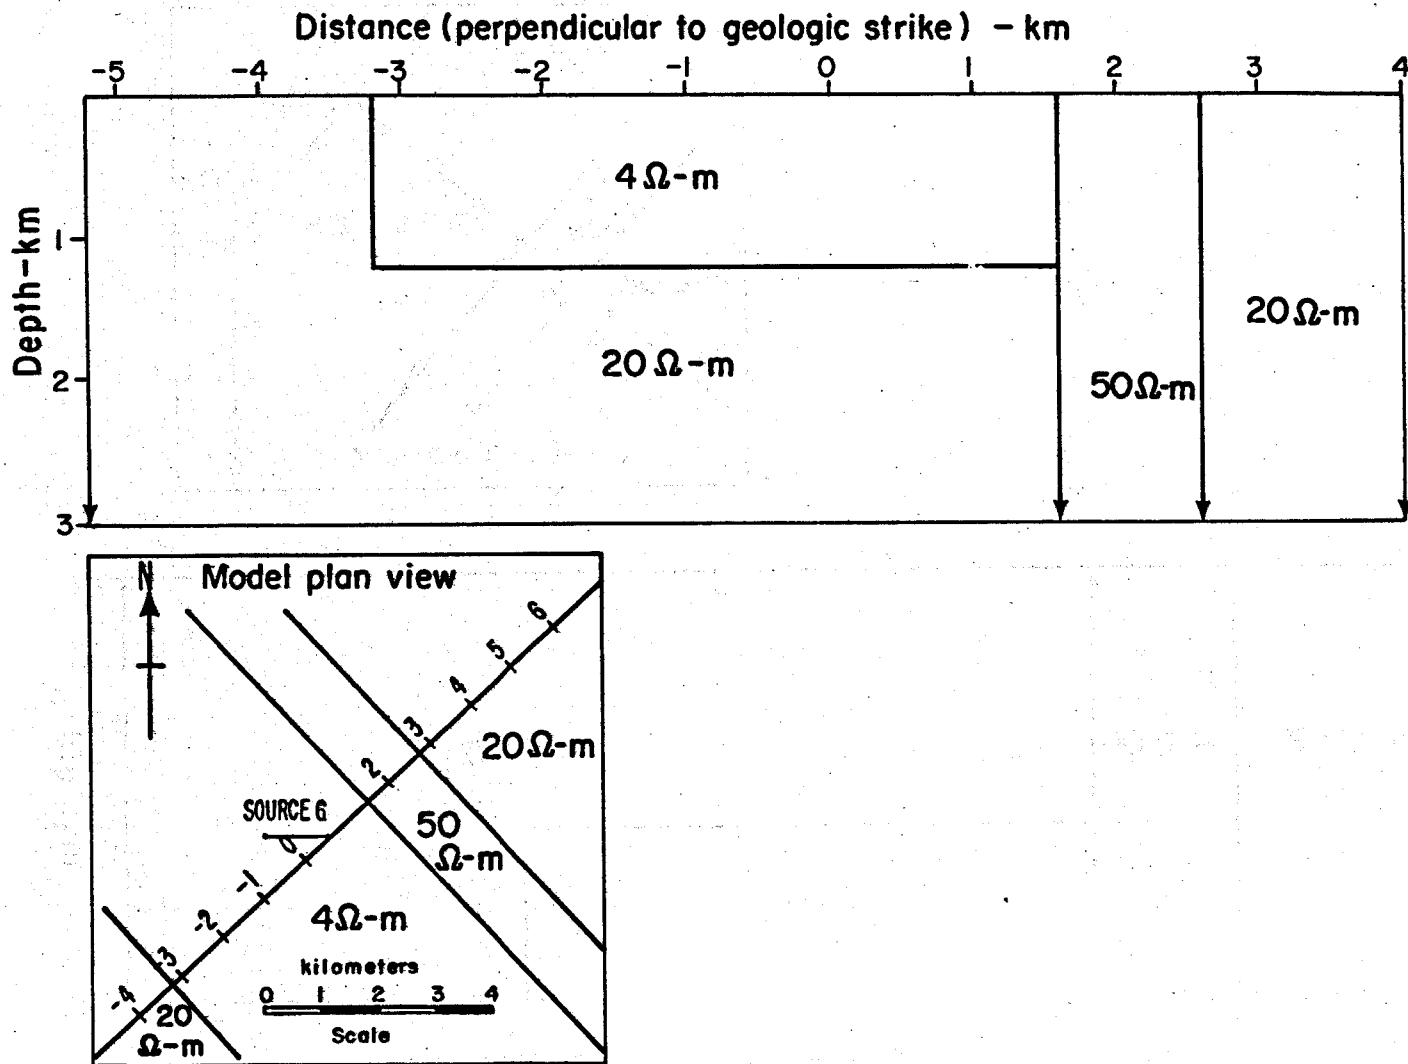 Distance (perpendicular to geologic strike) - km
-5 -4 -3 -2 -1 0 1 2 3 4
Depth-km
1
2
3
4Ω-m
20Ω-m
50Ω-m
20Ω-m
N Model plan view
6
5
4
3
2
0
-1
-2
-3
-4
SOURCE 6
20Ω-m
50
Ω-m
4Ω-m
20
Ω-m
kilometers
0 1 2 3 4
Scale